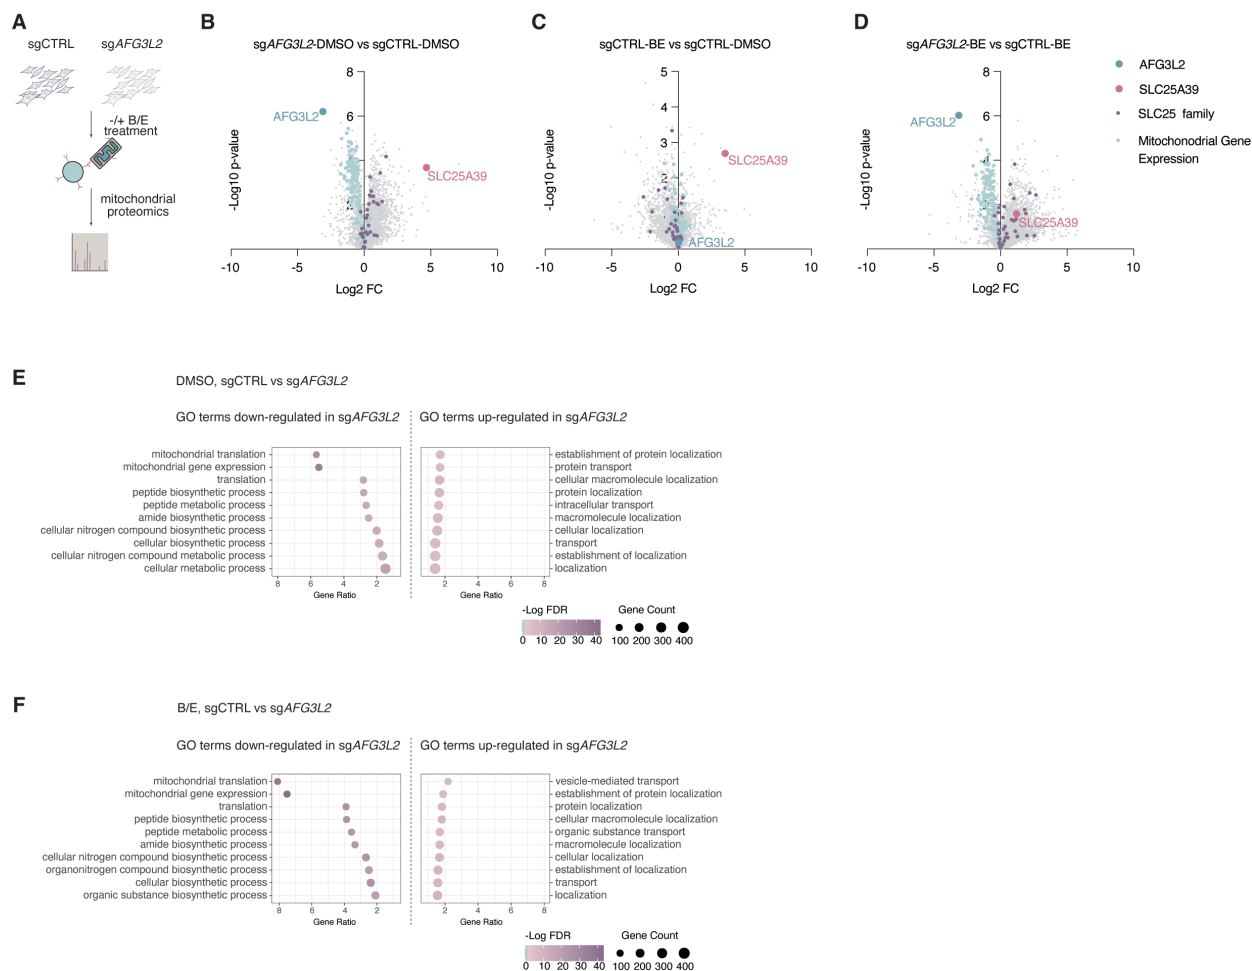 A
sgCTRL
sgAFG3L2
-/+ B/E
treatment
mitochondrial
proteomics
B
sgAFG3L2-DMSO vs sgCTRL-DMSO
-Log10 p-value
8
6
AFG3L2
SLC25A39
-10
-5
0
5
10
Log2 FC
C
sgCTRL-BE vs sgCTRL-DMSO
-Log10 p-value
5
4
3
2
SLC25A39
AFG3L2
-10
-5
0
5
10
Log2 FC
D
sgAFG3L2-BE vs sgCTRL-BE
-Log10 p-value
8
6
4
AFG3L2
SLC25A39
-10
-5
0
5
10
Log2 FC
AFG3L2
SLC25A39
SLC25 family
Mitochodnrial Gene
Expression
E
DMSO, sgCTRL vs sgAFG3L2
GO terms down-regulated in sgAFG3L2
GO terms up-regulated in sgAFG3L2
mitochondrial translation
mitochondrial gene expression
translation
peptide biosynthetic process
peptide metabolic process
amide biosynthetic process
cellular nitrogen compound biosynthetic process
cellular biosynthetic process
cellular nitrogen compound metabolic process
cellular metabolic process
8 6 4 2
Gene Ratio
establishment of protein localization
protein transport
cellular macromolecule localization
protein localization
intracellular transport
macromolecule localization
cellular localization
transport
establishment of localization
localization
2 4 6 8
Gene Ratio
-Log FDR
0 10 20 30 40
Gene Count
100 200 300 400
F
B/E, sgCTRL vs sgAFG3L2
GO terms down-regulated in sgAFG3L2
GO terms up-regulated in sgAFG3L2
mitochondrial translation
mitochondrial gene expression
translation
peptide biosynthetic process
peptide metabolic process
amide biosynthetic process
cellular nitrogen compound biosynthetic process
organonitrogen compound biosynthetic process
cellular biosynthetic process
organic substance biosynthetic process
8 6 4 2
Gene Ratio
vesicle-mediated transport
establishment of protein localization
protein localization
cellular macromolecule localization
organic substance transport
macromolecule localization
cellular localization
establishment of localization
transport
localization
2 4 6 8
Gene Ratio
-Log FDR
0 10 20 30 40
Gene Count
100 200 300 400